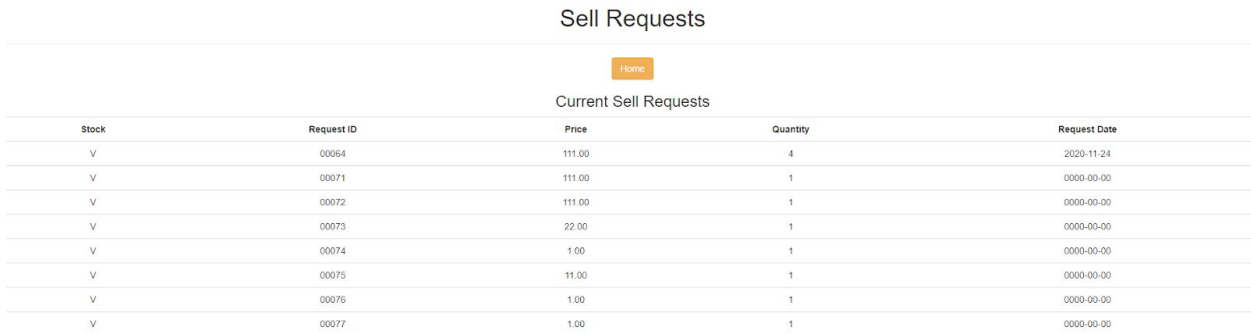 Sell Requests
Home
Current Sell Requests
Stock Request ID Price Quantity Request Date
V 00064 111.00 4 2020-11-24
V 00071 111.00 1 0000-00-00
V 00072 111.00 1 0000-00-00
V 00073 22.00 1 0000-00-00
V 00074 1.00 1 0000-00-00
V 00075 11.00 1 0000-00-00
V 00076 1.00 1 0000-00-00
V 00077 1.00 1 0000-00-00